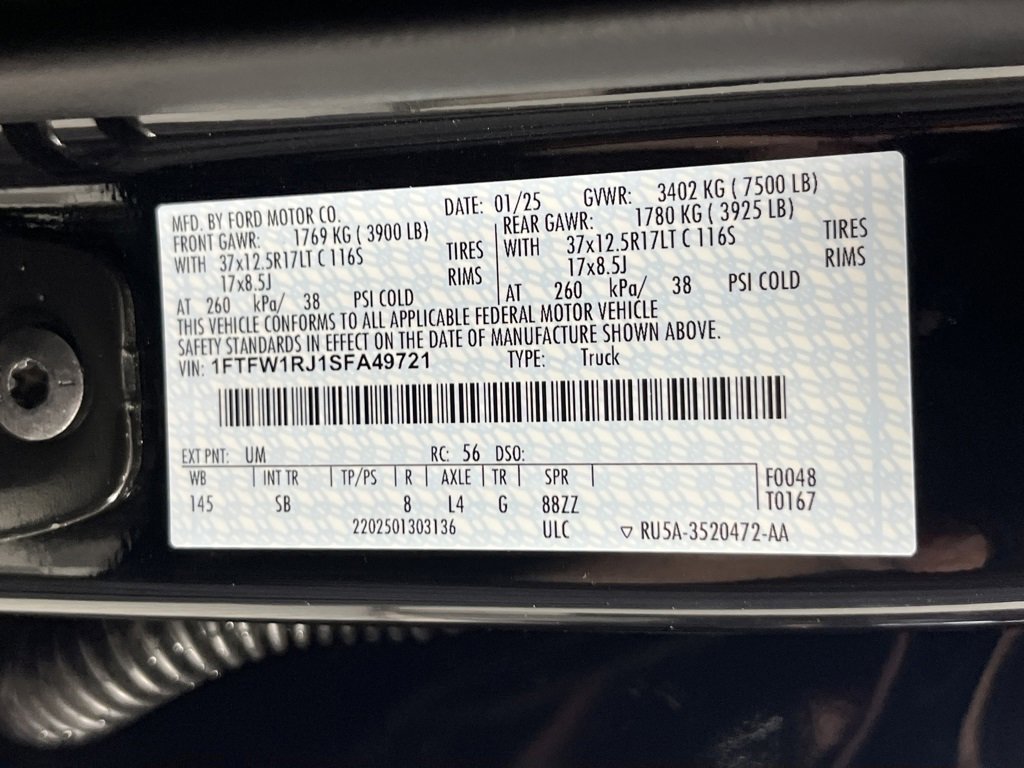 MFD. BY FORD MOTOR CO. DATE: 01/25 GVWR: 3402 KG ( 7500 LB)
FRONT GAWR: 1769 KG ( 3900 LB) REAR GAWR: 1780 KG ( 3925 LB)
WITH 37x12.5R17LT C 116S TIRES WITH 37x12.5R17LT C 116S TIRES
17x8.5J RIMS 17x8.5J RIMS
AT 260 kPa/ 38 PSI COLD AT 260 kPa/ 38 PSI COLD
THIS VEHICLE CONFORMS TO ALL APPLICABLE FEDERAL MOTOR VEHICLE
SAFETY STANDARDS IN EFFECT ON THE DATE OF MANUFACTURE SHOWN ABOVE.
VIN: 1FTFW1RJ1SFA49721 TYPE: Truck
EXT PNT: UM RC: 56 DSO:
WB INT TR TP/PS R AXLE TR SPR F0048
145 SB 8 L4 G 88ZZ T0167
2202501303136 ULC ▽ RU5A-3520472-AA